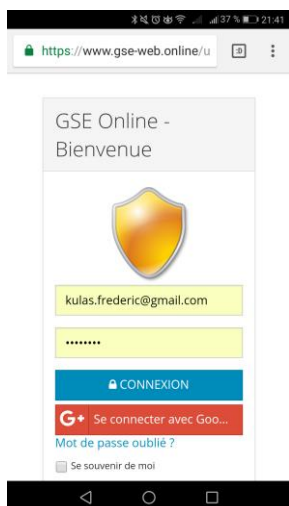 37 % 21:41
https://www.gse-web.online/u
:D
GSE Online -
Bienvenue
kulas.frederic@gmail.com
••••••••
CONNEXION
G+ Se connecter avec Goo...
Mot de passe oublié ?
Se souvenir de moi